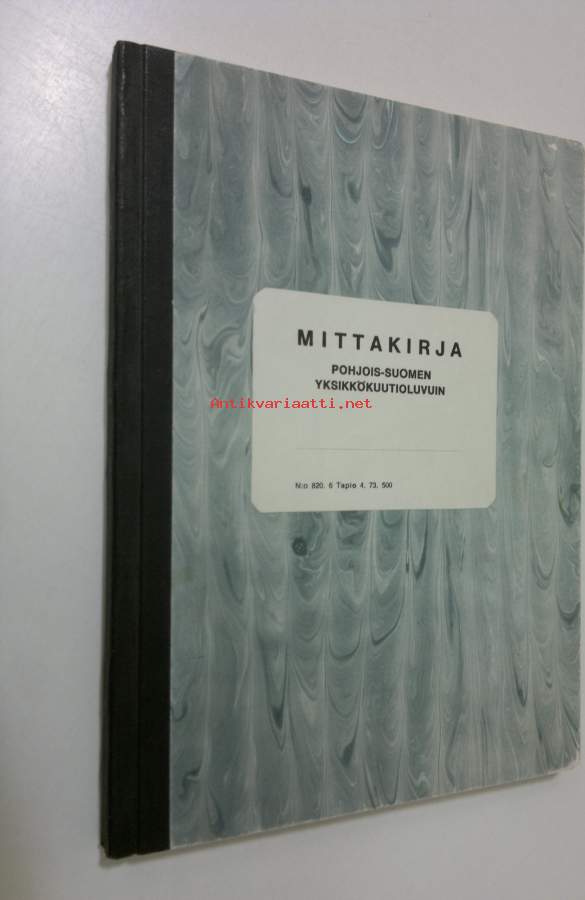 MITTAKIRJA
POHJOIS-SUOMEN
YKSIKKÖKUUTIOLUVUIN
Antikvariaatti.net
N:o 820. 6 Tapio 4. 73. 500